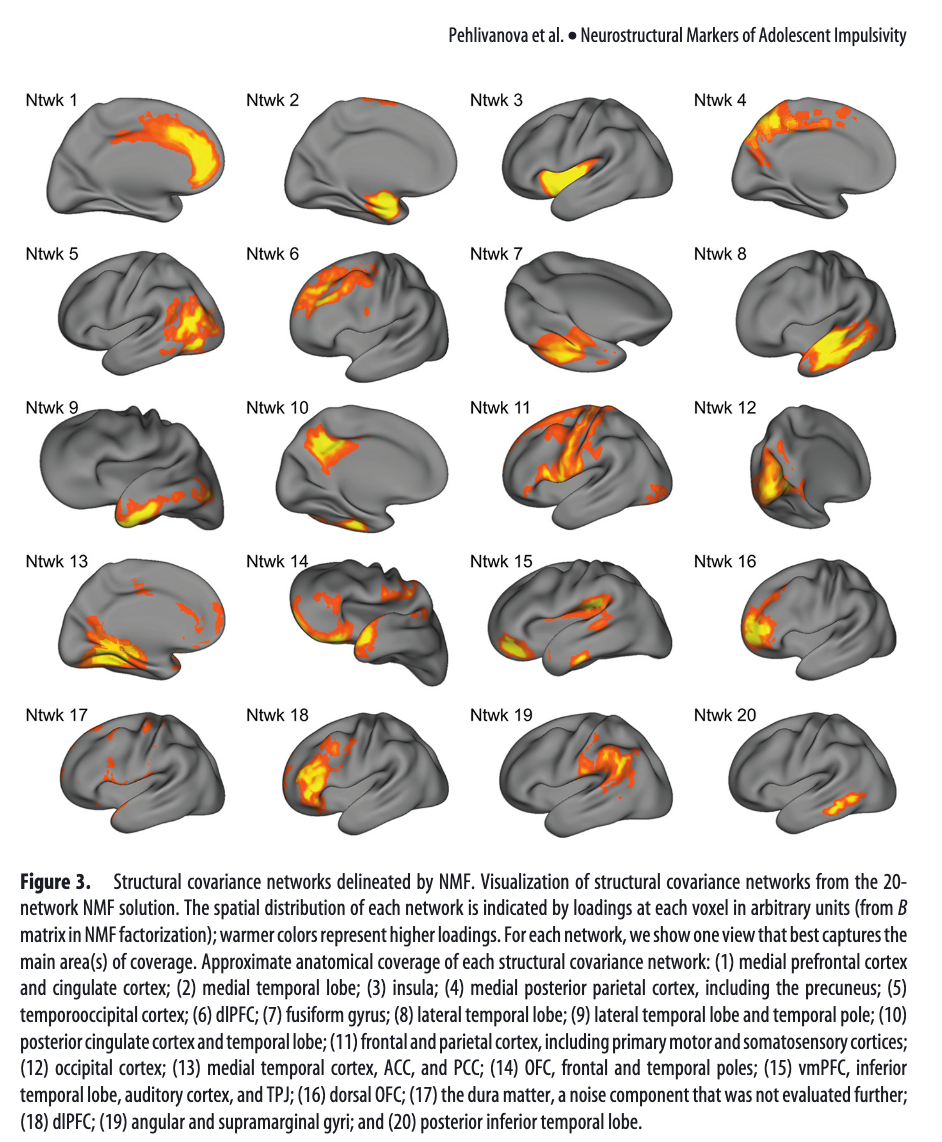 Pehlivanova et al. • Neurostructural Markers of Adolescent Impulsivity
Ntwk 1 Ntwk 2 Ntwk 3 Ntwk 4
Ntwk 5 Ntwk 6 Ntwk 7 Ntwk 8
Ntwk 9 Ntwk 10 Ntwk 11 Ntwk 12
Ntwk 13 Ntwk 14 Ntwk 15 Ntwk 16
Ntwk 17 Ntwk 18 Ntwk 19 Ntwk 20
Figure 3. Structural covariance networks delineated by NMF. Visualization of structural covariance networks from the 20-
network NMF solution. The spatial distribution of each network is indicated by loadings at each voxel in arbitrary units (from B
matrix in NMF factorization); warmer colors represent higher loadings. For each network, we show one view that best captures the
main area(s) of coverage. Approximate anatomical coverage of each structural covariance network: (1) medial prefrontal cortex
and cingulate cortex; (2) medial temporal lobe; (3) insula; (4) medial posterior parietal cortex, including the precuneus; (5)
temporooccipital cortex; (6) dlPFC; (7) fusiform gyrus; (8) lateral temporal lobe; (9) lateral temporal lobe and temporal pole; (10)
posterior cingulate cortex and temporal lobe; (11) frontal and parietal cortex, including primary motor and somatosensory cortices;
(12) occipital cortex; (13) medial temporal cortex, ACC, and PCC; (14) OFC, frontal and temporal poles; (15) vmPFC, inferior
temporal lobe, auditory cortex, and TPJ; (16) dorsal OFC; (17) the dura matter, a noise component that was not evaluated further;
(18) dlPFC; (19) angular and supramarginal gyri; and (20) posterior inferior temporal lobe.